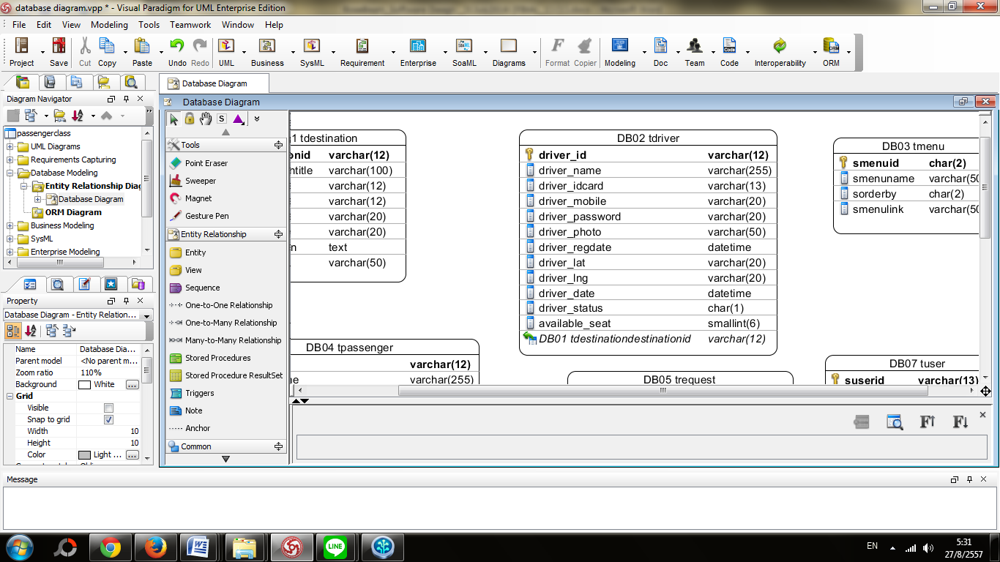 database diagram.vpp * - Visual Paradigm for UML Enterprise Edition
File Edit View Modeling Tools Teamwork Window Help
Project Save Cut Copy Paste Undo Redo UML Business SysML Requirement Enterprise SoaML Diagrams Format Copier Modeling Doc Team Code Interoperability ORM
Database Diagram
Diagram Navigator
passengerclass
UML Diagrams
Requirements Capturing
Database Modeling
Entity Relationship Diag
Database Diagram
ORM Diagram
Business Modeling
SysML
Enterprise Modeling
Property
Database Diagram - Entity Relation...
Name Database Dia...
Parent model <No parent m...
Zoom ratio 110%
Background White ...
Grid
Visible
Snap to grid
Width 10
Height 10
Color Light ... ...
Database Diagram
S
Tools
Point Eraser
Sweeper
Magnet
Gesture Pen
Entity Relationship
Entity
View
Sequence
One-to-One Relationship
One-to-Many Relationship
Many-to-Many Relationship
Stored Procedures
Stored Procedure ResultSet
Triggers
Note
Anchor
Common
1 tdestination
onid varchar(12)
ntitle varchar(100)
varchar(12)
varchar(12)
varchar(20)
varchar(20)
n text
varchar(50)
DB02 tdriver
driver_id varchar(12)
driver_name varchar(255)
driver_idcard varchar(13)
driver_mobile varchar(20)
driver_password varchar(20)
driver_photo varchar(50)
driver_regdate datetime
driver_lat varchar(20)
driver_lng varchar(20)
driver_date datetime
driver_status char(1)
available_seat smallint(6)
DB01 tdestinationdestinationid varchar(12)
DB03 tmenu
smenuid char(2)
smenuname varchar(50
sorderby char(2)
smenulink varchar(50
DB04 tpassenger
varchar(12)
ne varchar(255)
DB05 trequest
DB07 tuser
suserid varchar(13)
Message
EN
5:31
27/8/2557